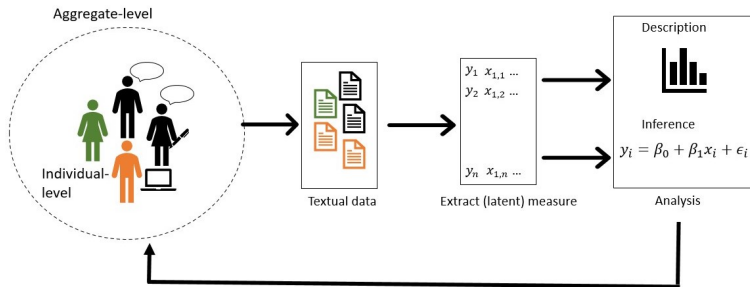 Aggregate-level
Individual-
level
Textual data
y₁ x₁,₁ ...
y₂ x₁,₂ ...
yₙ x₁,ₙ ...
Extract (latent) measure
Description
Inference
yᵢ = β₀ + β₁xᵢ + ϵᵢ
Analysis